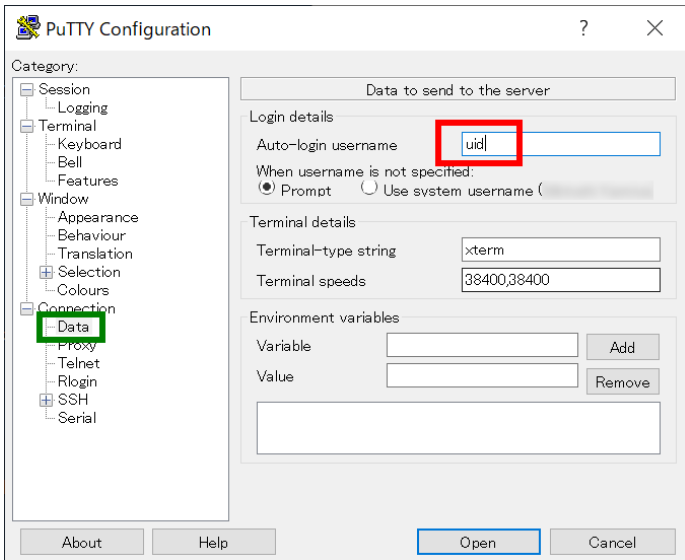 PuTTY Configuration
Category:
Session
Logging
Terminal
Keyboard
Bell
Features
Window
Appearance
Behaviour
Translation
Selection
Colours
Connection
Data
Proxy
Telnet
Rlogin
SSH
Serial
Data to send to the server
Login details
Auto-login username uid
When username is not specified:
Prompt Use system username (
Terminal details
Terminal-type string xterm
Terminal speeds 38400,38400
Environment variables
Variable Add
Value Remove
About Help Open Cancel